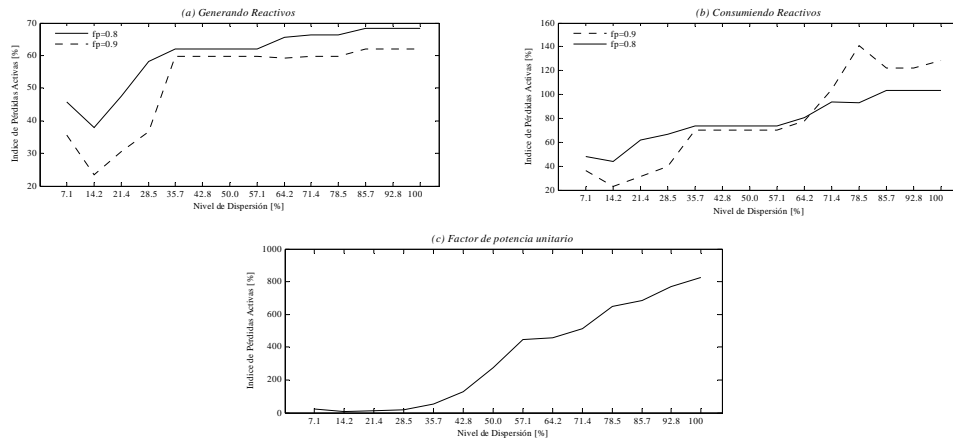 (a) Generando Reactivos
70
60
50
40
30
20
Indice de Pérdidas Activas [%]
fp=0.8
fp=0.9
7.1 14.2 21.4 28.5 35.7 42.8 50.0 57.1 64.2 71.4 78.5 85.7 92.8 100
Nivel de Dispersión [%]
(b) Consumiendo Reactivos
160
140
120
100
80
60
40
20
Indice de Pérdidas Activas [%]
fp=0.9
fp=0.8
7.1 14.2 21.4 28.5 35.7 42.8 50.0 57.1 64.2 71.4 78.5 85.7 92.8 100
Nivel de Dispersión [%]
(c) Factor de potencia unitario
1000
800
600
400
200
0
Indice de Pérdidas Activas [%]
7.1 14.2 21.4 28.5 35.7 42.8 50.0 57.1 64.2 71.4 78.5 85.7 92.8 100
Nivel de Dispersión [%]